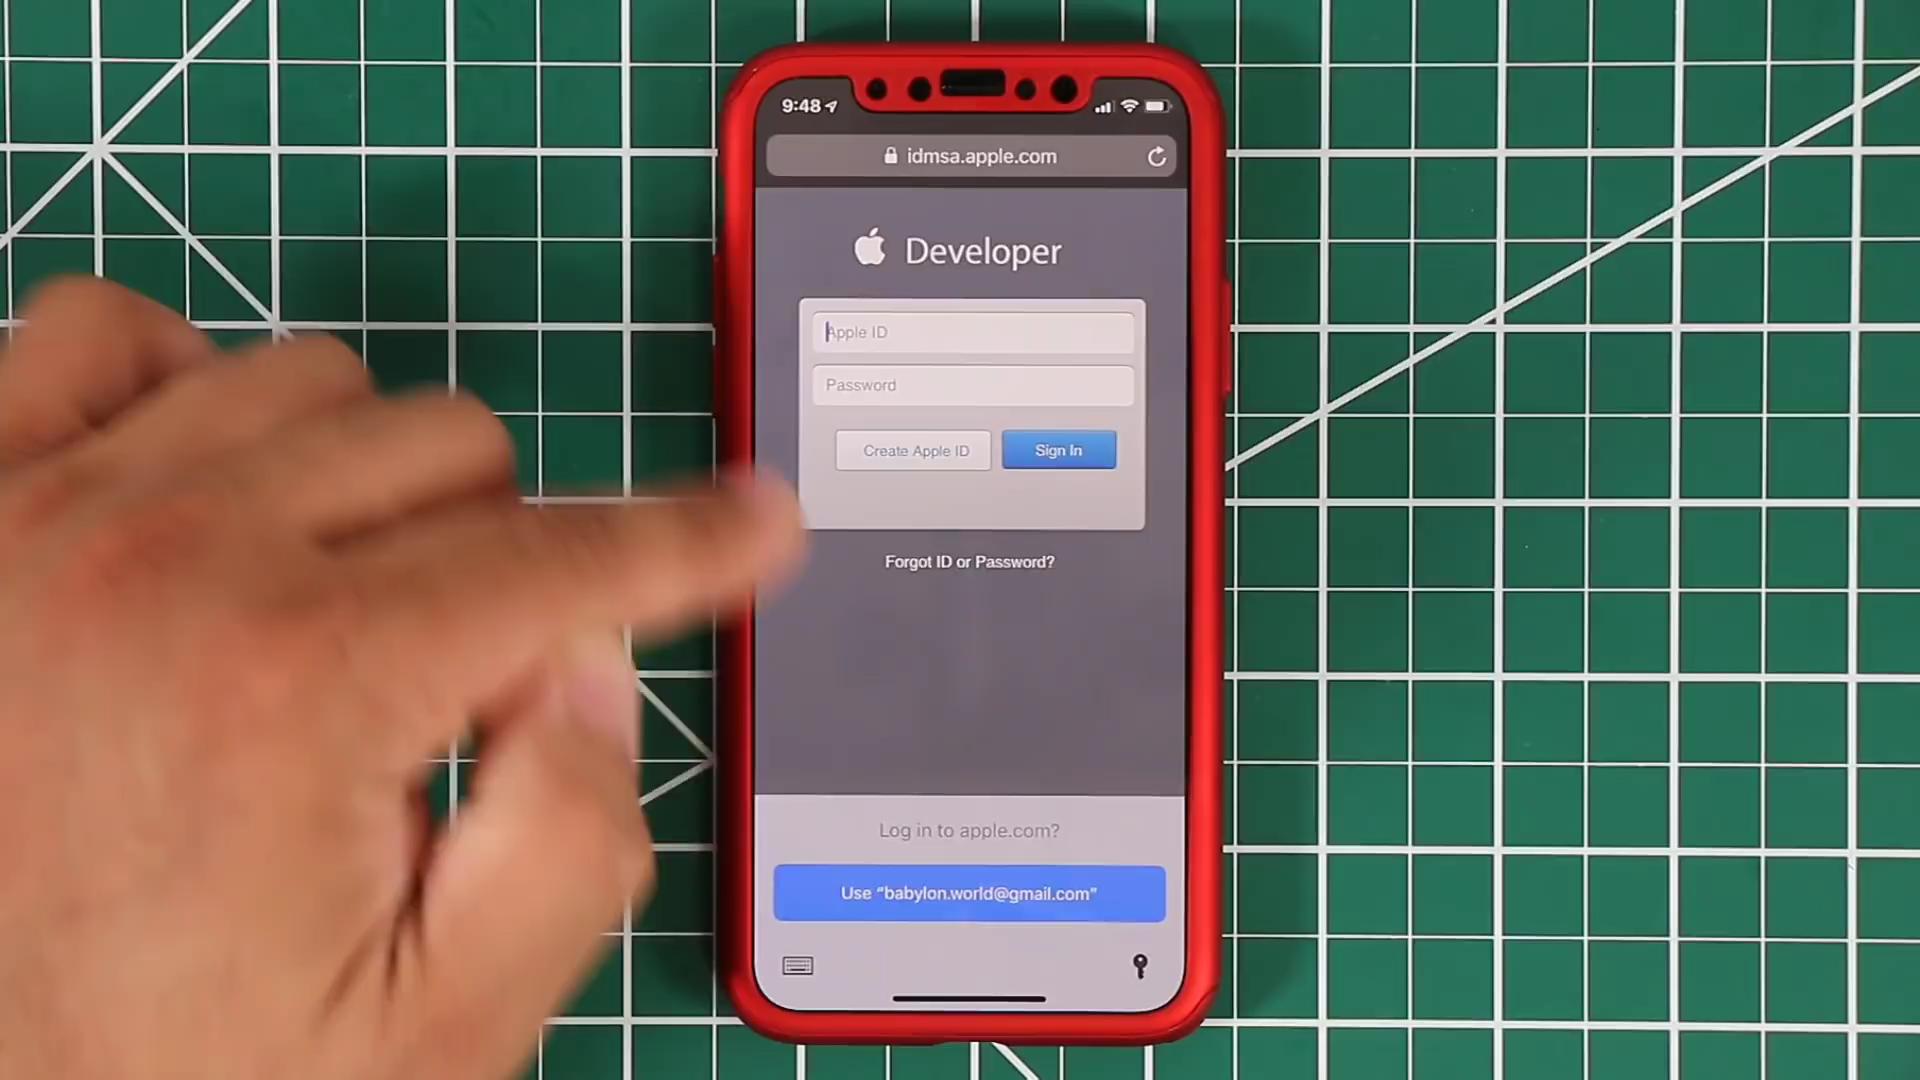 9:48
idmsa.apple.com
Developer
Apple ID
Password
Create Apple ID
Sign In
Forgot ID or Password?
Log in to apple.com?
Use “babylon.world@gmail.com”